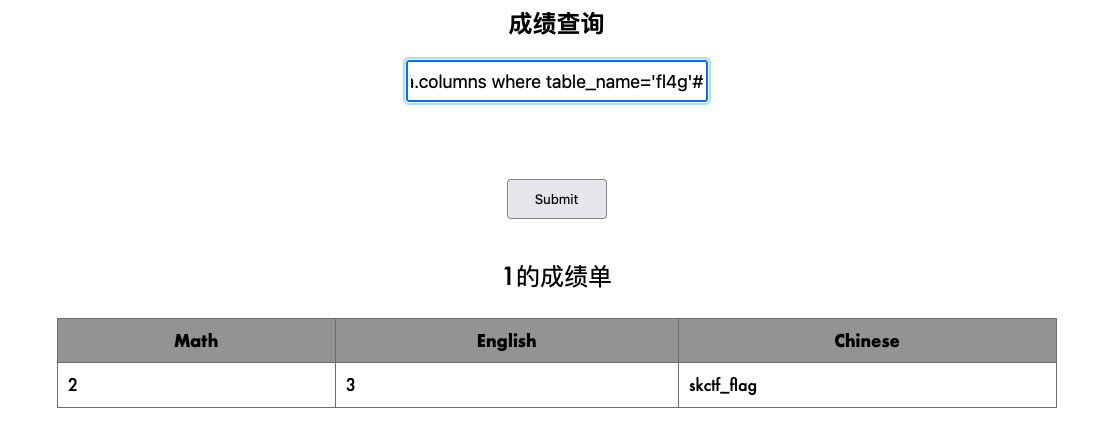 成绩查询
.columns where table_name='fl4g'#
Submit
1的成绩单
Math English Chinese
2 3 skctf_flag